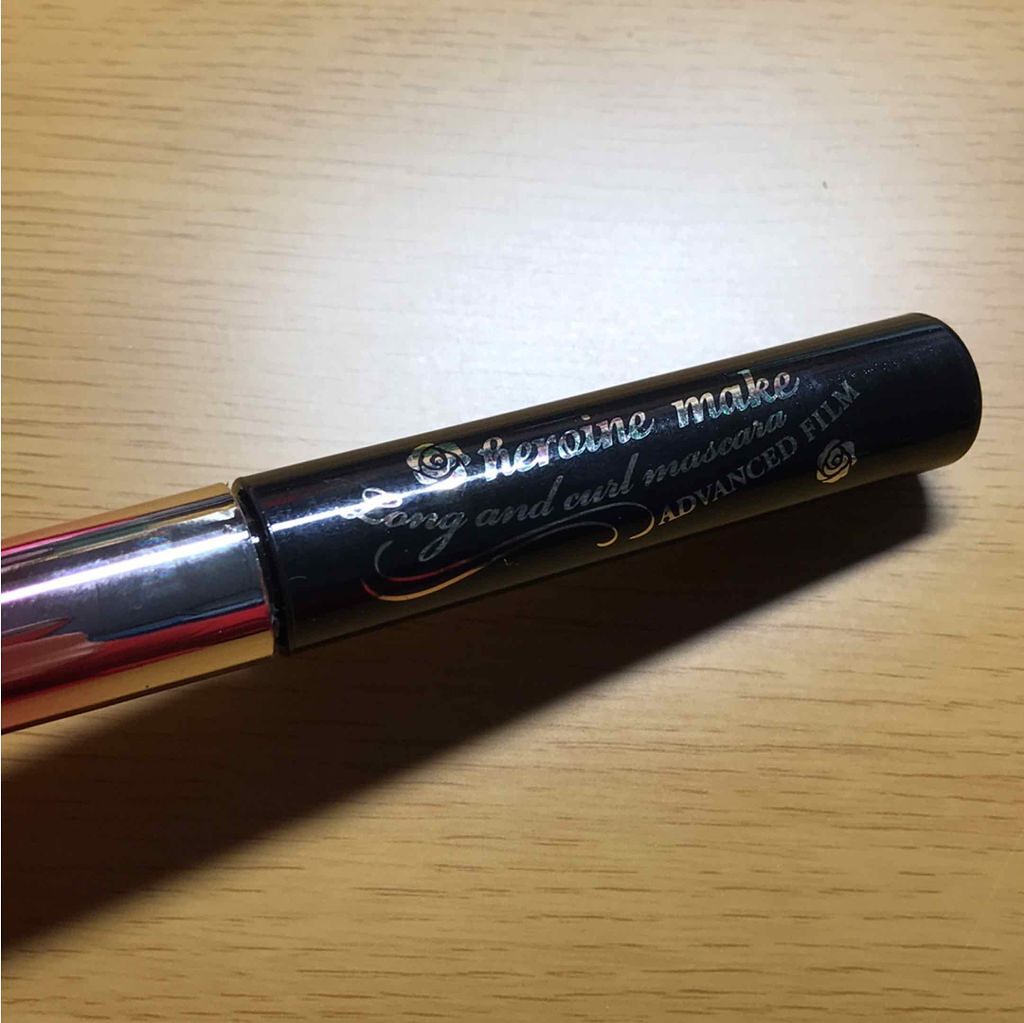 heroine make
Long and curl mascara
ADVANCED FILM